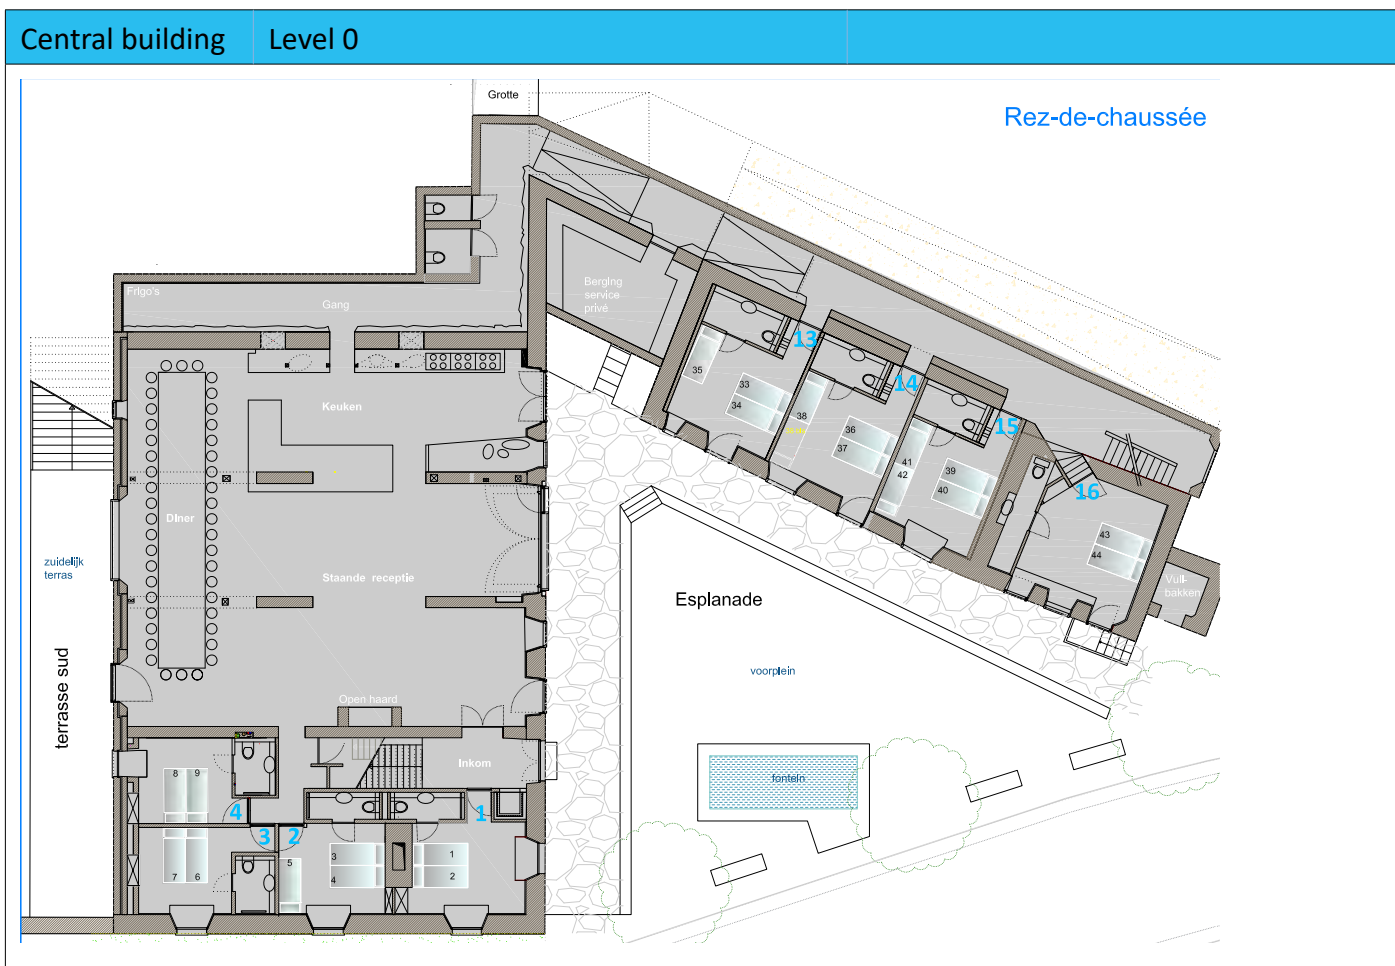 Central building Level 0
Grotte
Rez-de-chaussée
Frigo's
Gang
Berging
service
privé
13
14
15
16
35
33
34
38
36
37
41
42
39
40
43
44
Keuken
Diner
Staande receptie
zuidelijk
terras
terrasse sud
Esplanade
voorplein
Vull-
bakken
Open haard
Inkom
fontein
8 9
4
3
2
1
7 6
5
3
4
1
2